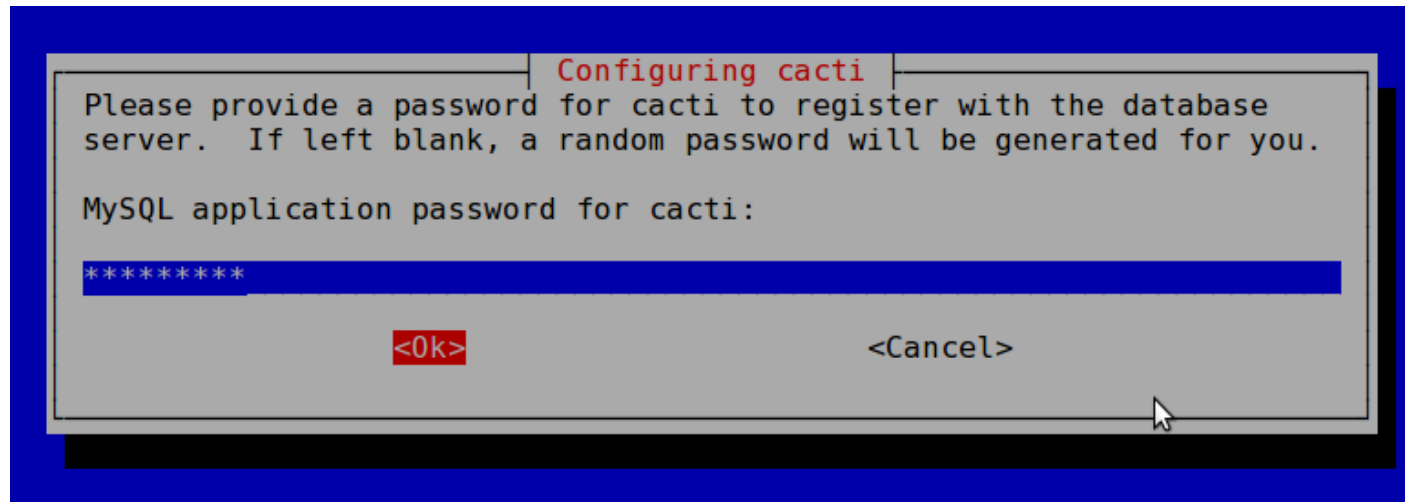 Configuring cacti
Please provide a password for cacti to register with the database
server.  If left blank, a random password will be generated for you.
MySQL application password for cacti:
*********
<Ok> <Cancel>